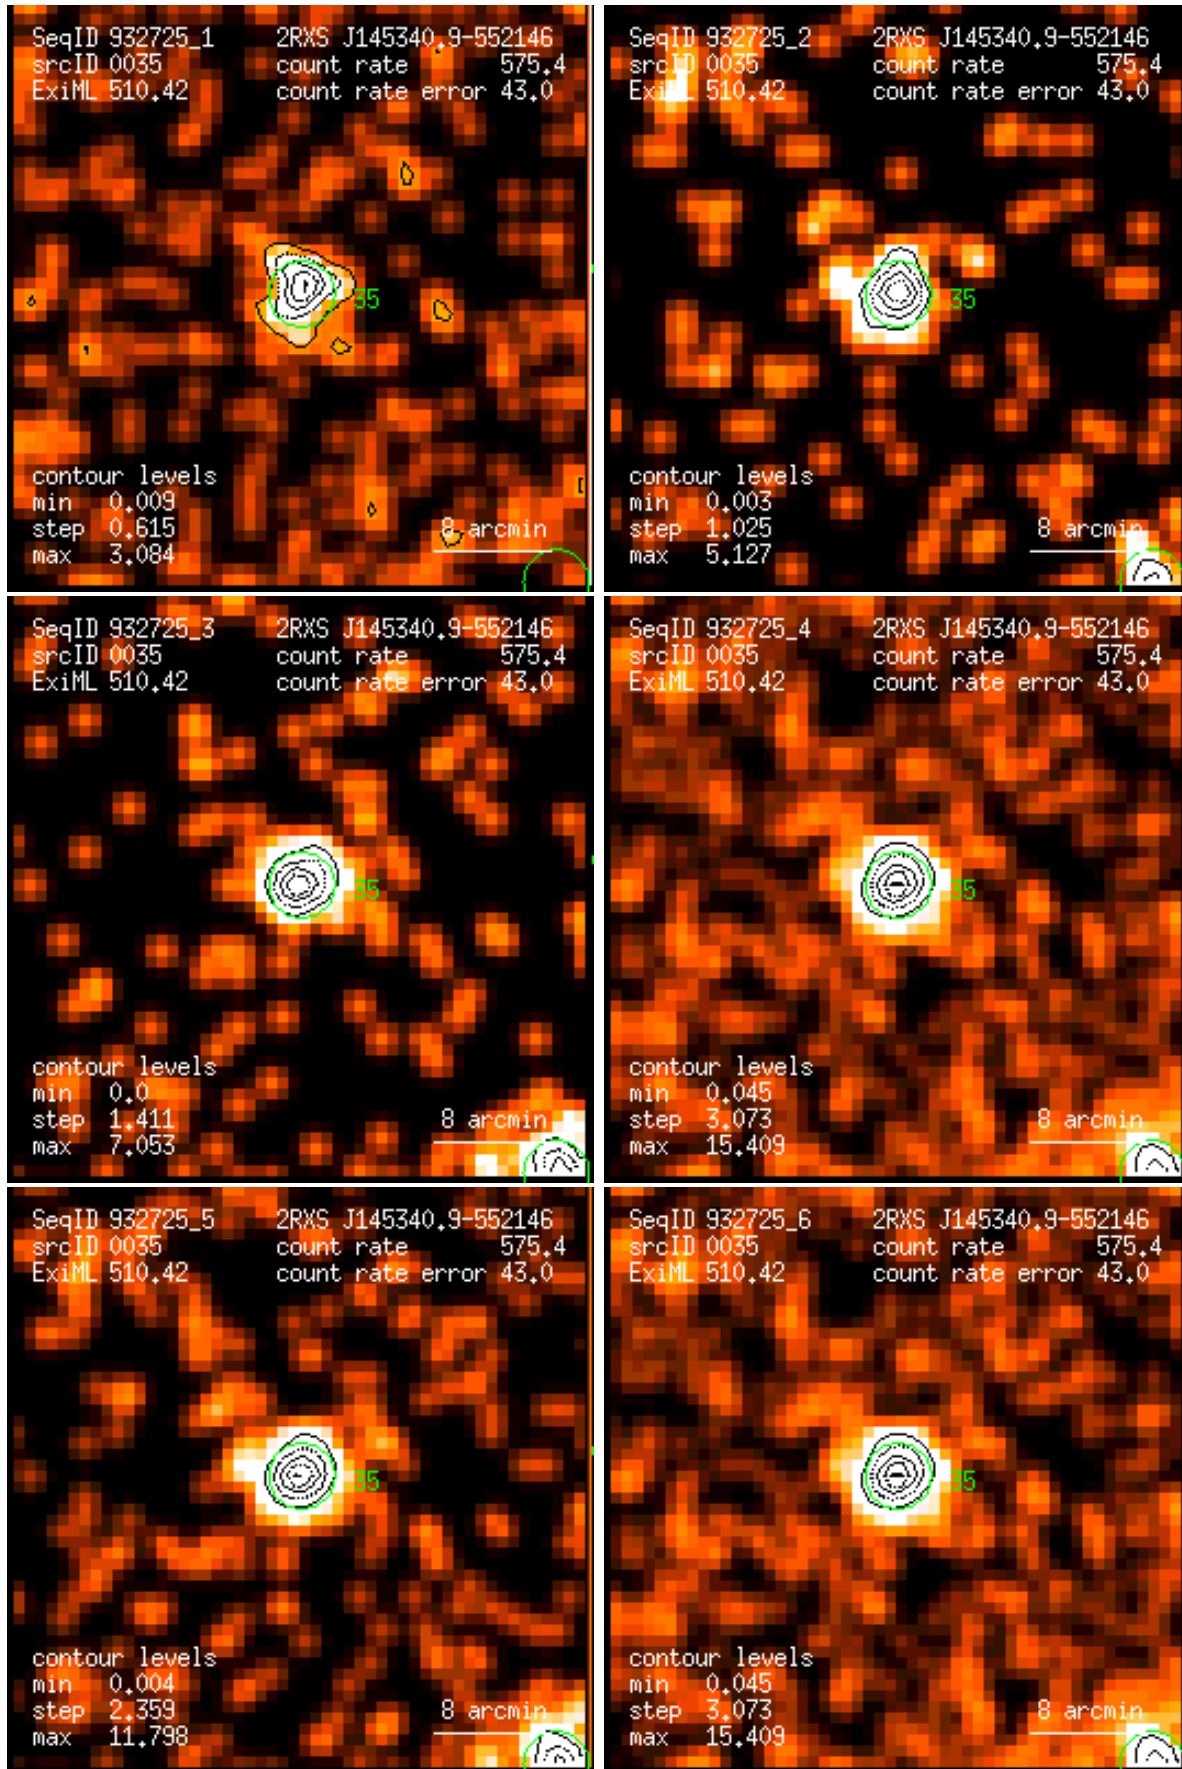 SeqID 932725_1 2RXS J145340.9-552146
srcID 0035 count rate 575.4
ExiML 510.42 count rate error 43.0
35
contour levels
min 0.009
step 0.615 8 arcmin
max 3.084
SeqID 932725_2 2RXS J145340.9-552146
srcID 0035 count rate 575.4
ExiML 510.42 count rate error 43.0
35
contour levels
min 0.003
step 1.025 8 arcmin
max 5.127
SeqID 932725_3 2RXS J145340.9-552146
srcID 0035 count rate 575.4
ExiML 510.42 count rate error 43.0
35
contour levels
min 0.0
step 1.411 8 arcmin
max 7.053
SeqID 932725_4 2RXS J145340.9-552146
srcID 0035 count rate 575.4
ExiML 510.42 count rate error 43.0
35
contour levels
min 0.045
step 3.073 8 arcmin
max 15.409
SeqID 932725_5 2RXS J145340.9-552146
srcID 0035 count rate 575.4
ExiML 510.42 count rate error 43.0
35
contour levels
min 0.004
step 2.359 8 arcmin
max 11.798
SeqID 932725_6 2RXS J145340.9-552146
srcID 0035 count rate 575.4
ExiML 510.42 count rate error 43.0
35
contour levels
min 0.045
step 3.073 8 arcmin
max 15.409